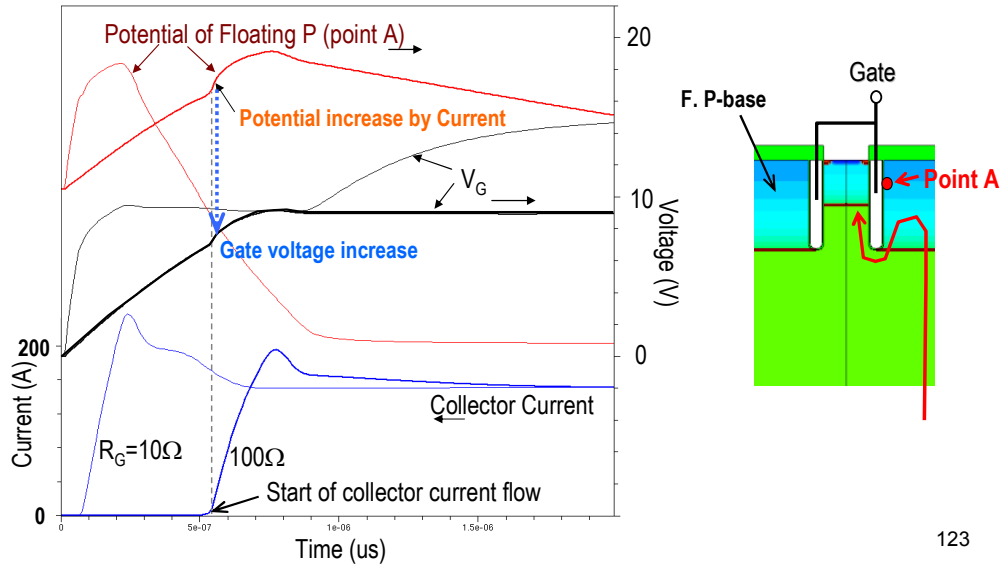 Potential of Floating P (point A)
20
Potential increase by Current
V_G
10
Gate voltage increase
Voltage (V)
0
200
Current (A)
Collector Current
R_G=10Ω
100Ω
Start of collector current flow
0
0
5e-07
1e-06
1.5e-06
Time (us)
Gate
F. P-base
Point A
123